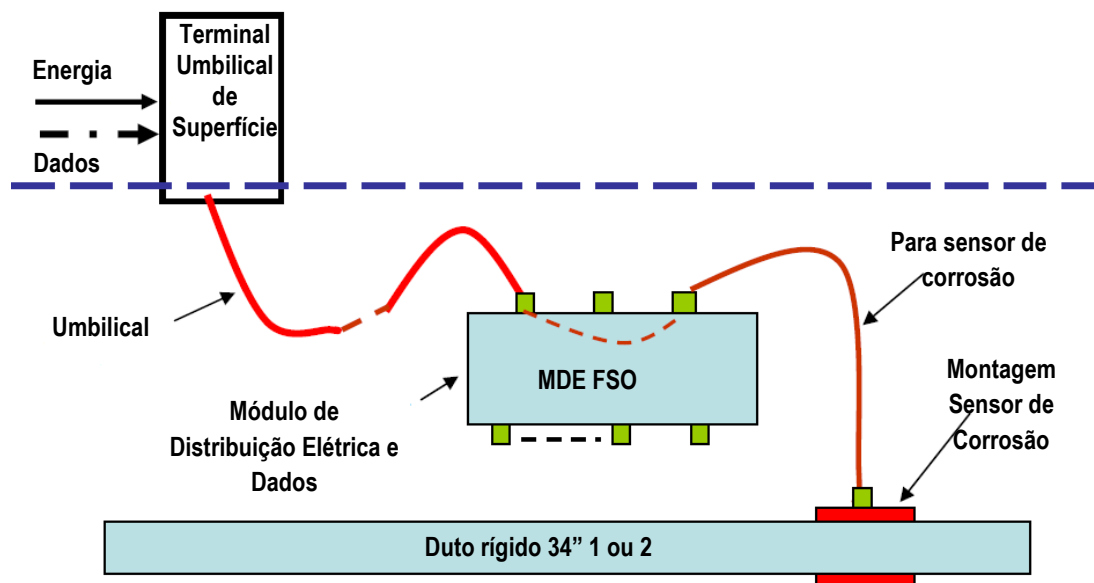 Terminal
Umbilical
de
Superfície
Energia
Dados
Para sensor de
corrosão
Umbilical
MDE FSO
Montagem
Sensor de
Corrosão
Módulo de
Distribuição Elétrica e
Dados
Duto rígido 34” 1 ou 2